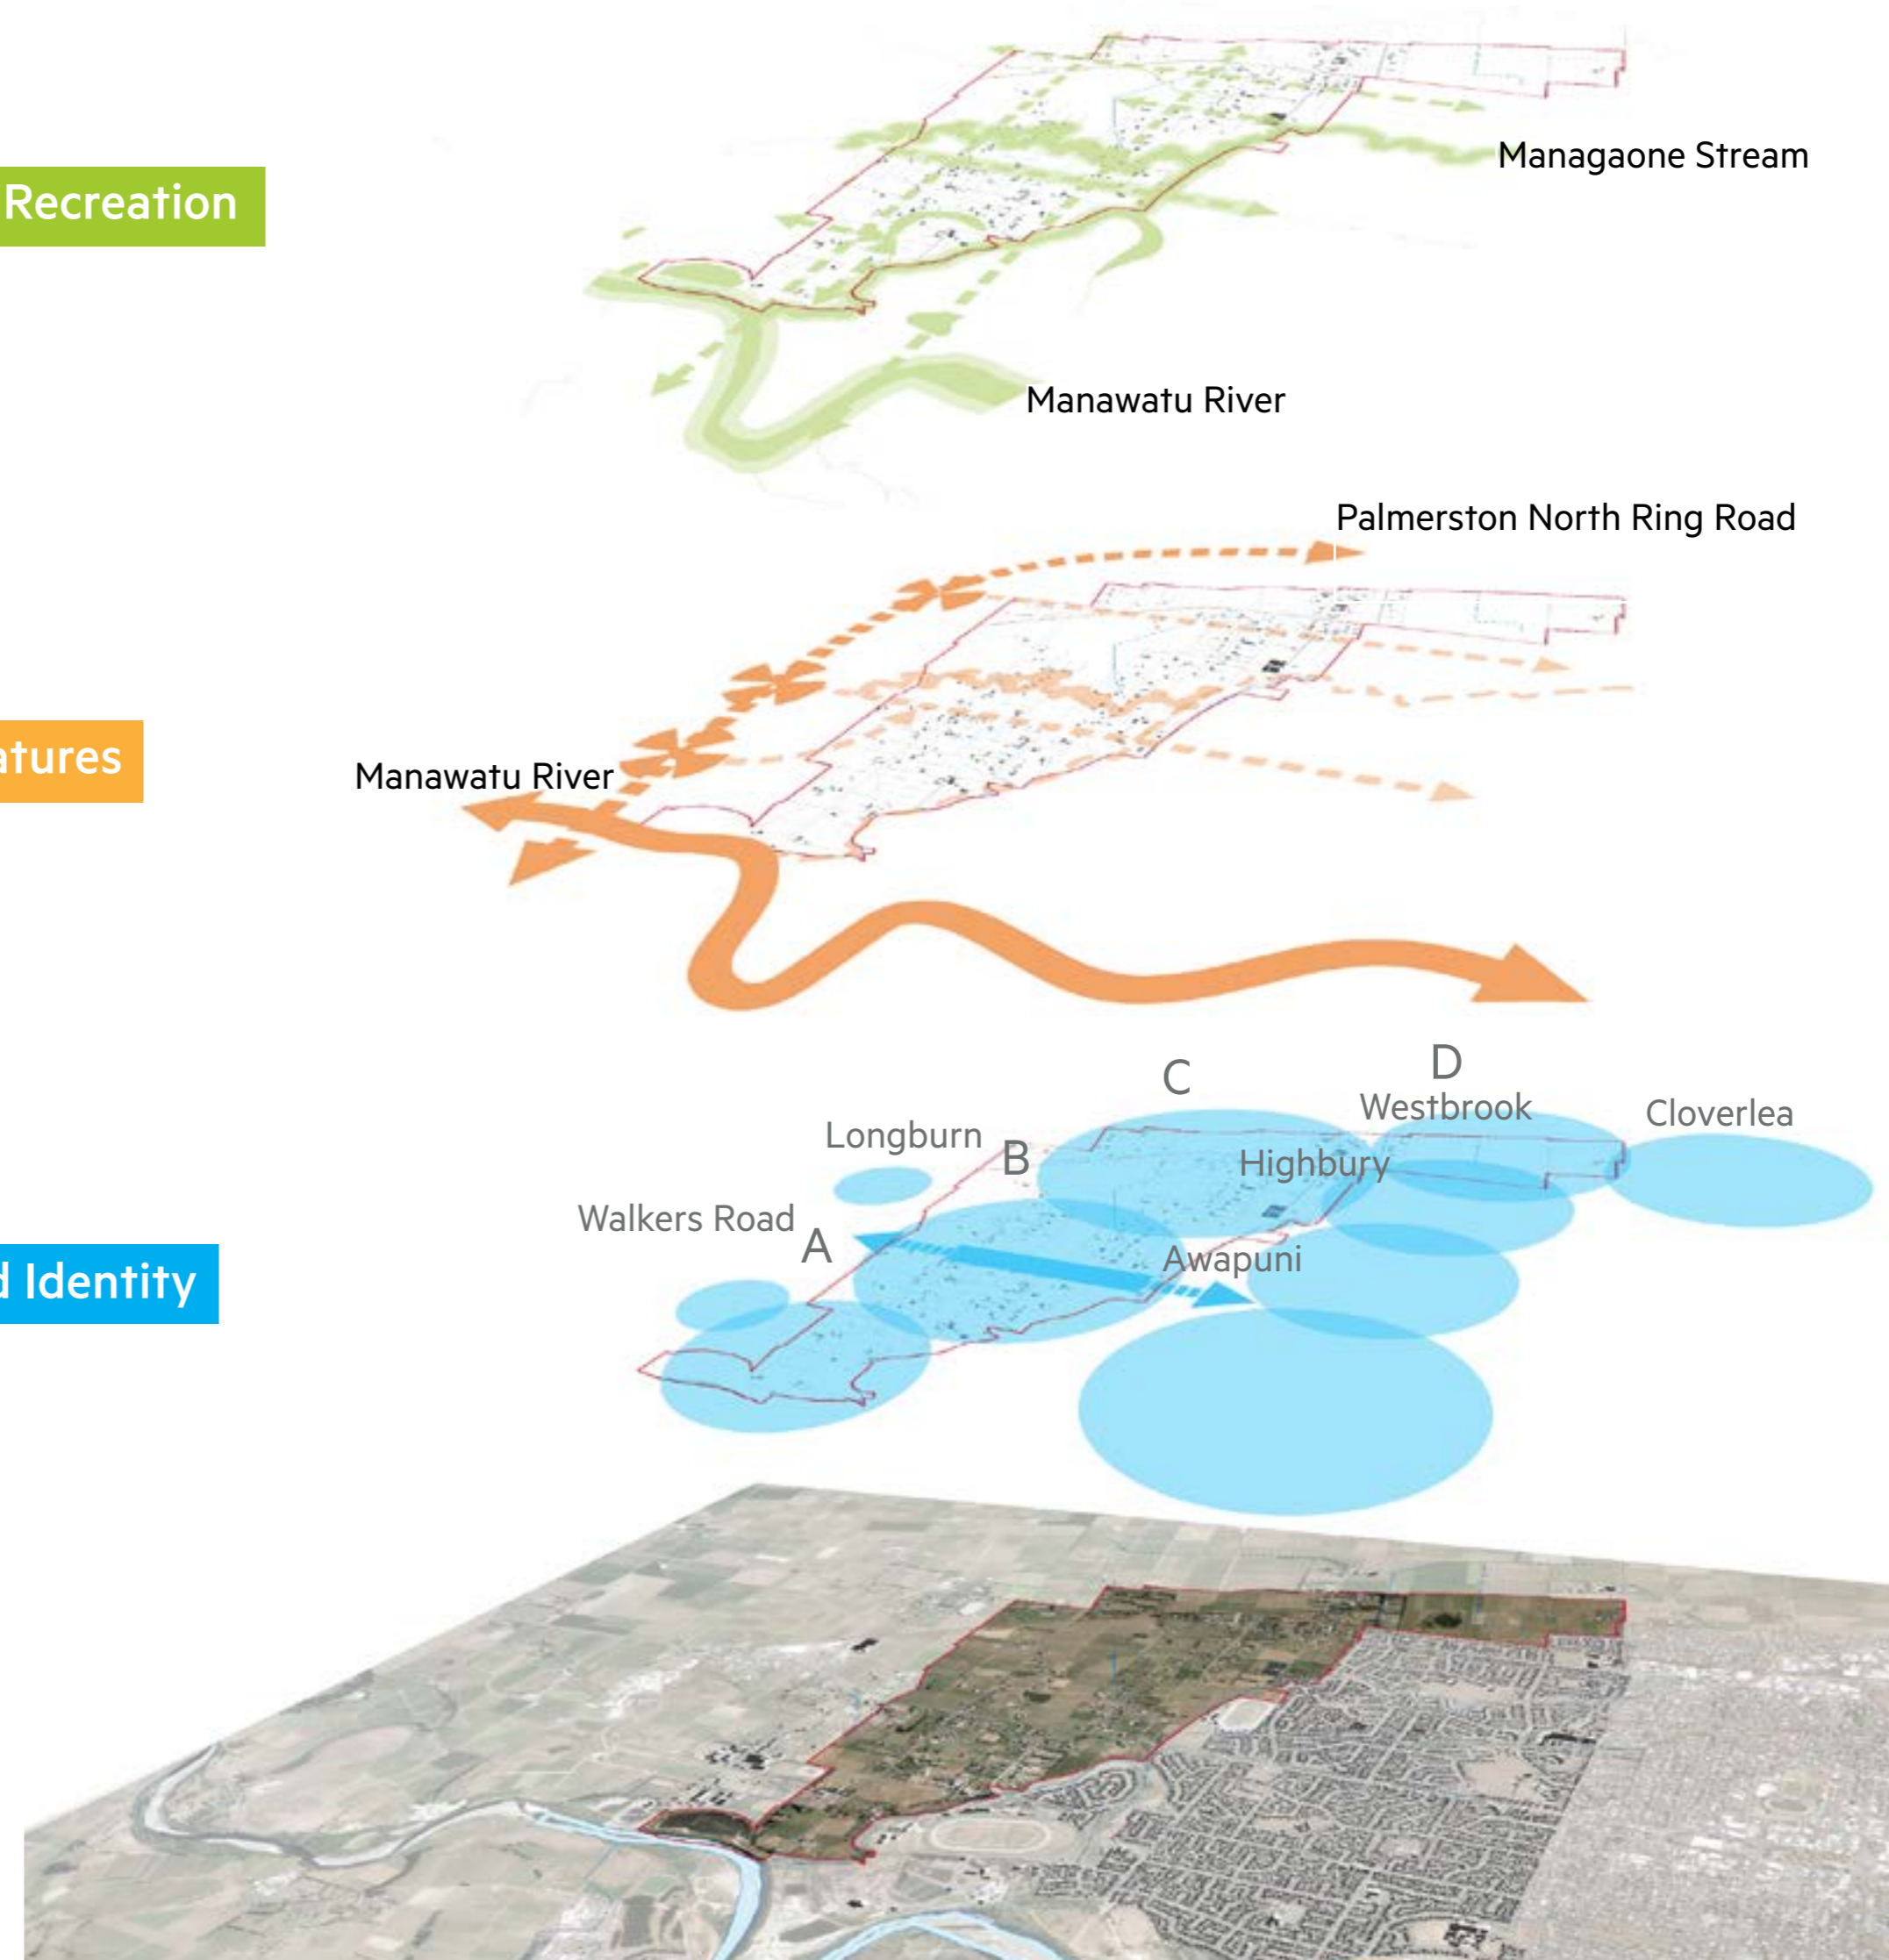 Managaone Stream
Recreation
Manawatu River
Palmerston North Ring Road
atures
Manawatu River
D
C
Westbrook
Cloverlea
Longburn
B
Highbury
Walkers Road
A
Awapuni
d Identity